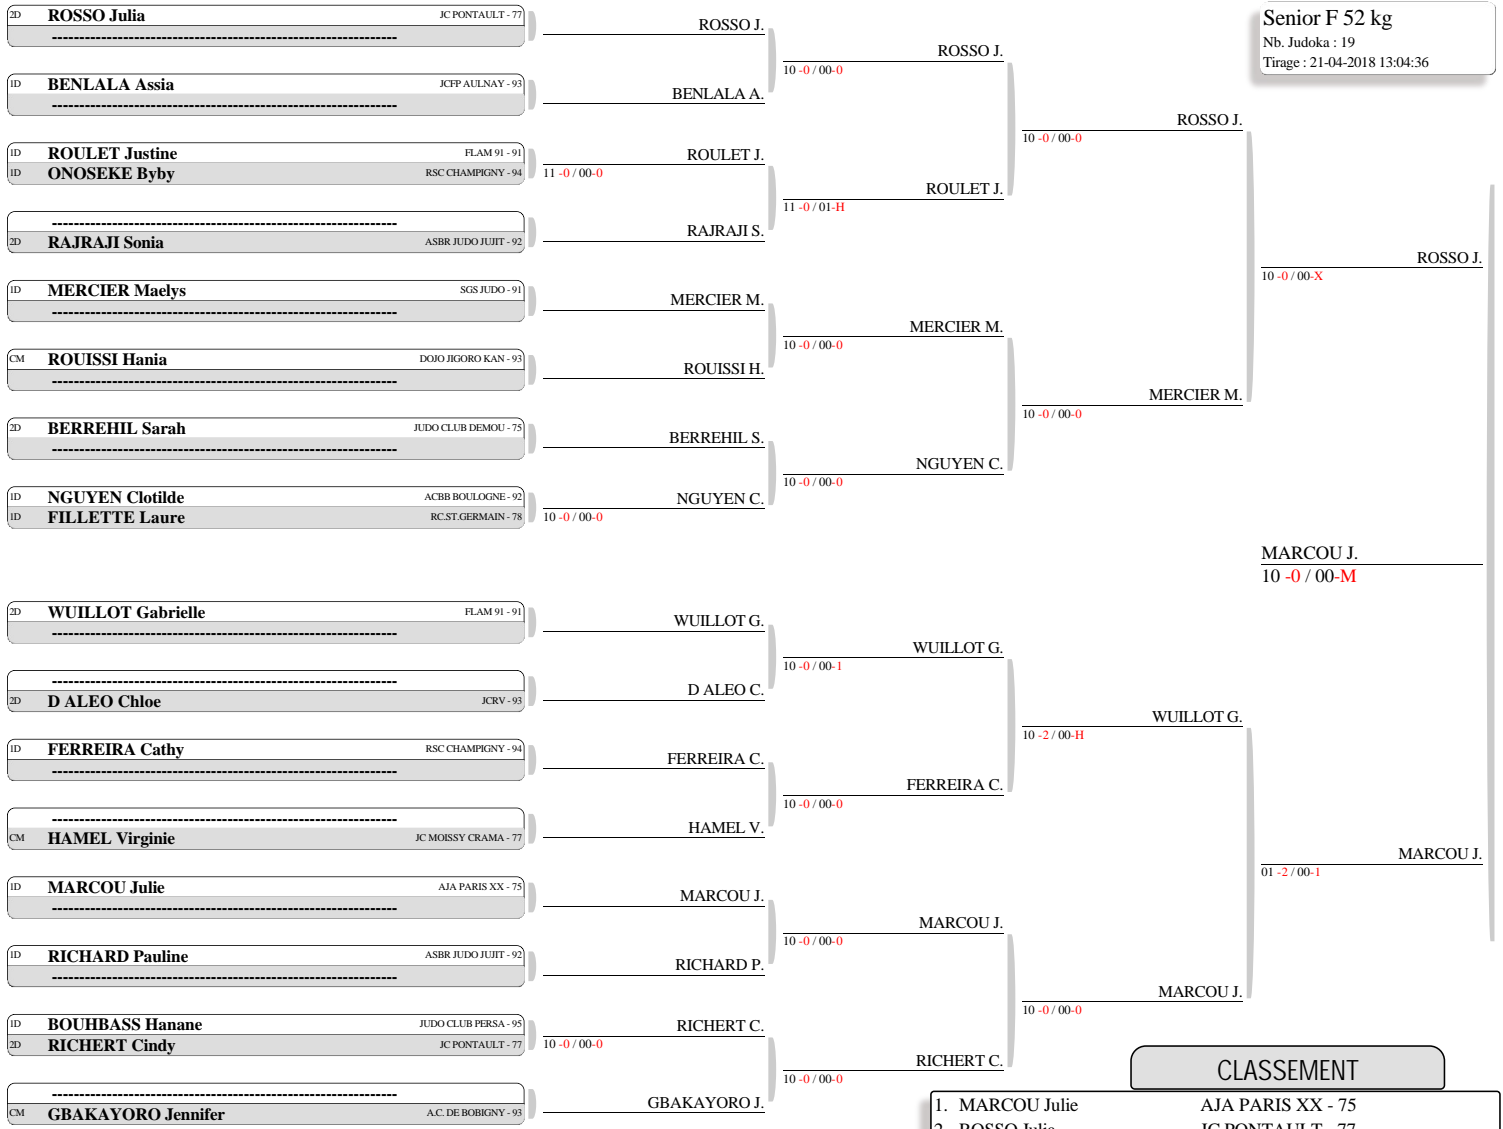 Senior F 52 kg
Nb. Judoka : 19
Tirage : 21-04-2018 13:04:36
2D ROSSO Julia JC PONTAULT - 77
----------------------------------------------------------------
1D BENLALA Assia JCFP AULNAY - 93
----------------------------------------------------------------
1D ROULET Justine FLAM 91 - 91
1D ONOSEKE Byby RSC CHAMPIGNY - 94
----------------------------------------------------------------
2D RAJRAJI Sonia ASBR JUDO JUJIT - 92
1D MERCIER Maelys SGS JUDO - 91
----------------------------------------------------------------
CM ROUISSI Hania DOJO JIGORO KAN - 93
----------------------------------------------------------------
2D BERREHIL Sarah JUDO CLUB DEMOU - 75
----------------------------------------------------------------
1D NGUYEN Clotilde ACBB BOULOGNE - 92
1D FILLETTE Laure RC.ST.GERMAIN - 78
2D WUILLOT Gabrielle FLAM 91 - 91
----------------------------------------------------------------
----------------------------------------------------------------
2D D ALEO Chloe JCRV - 93
1D FERREIRA Cathy RSC CHAMPIGNY - 94
----------------------------------------------------------------
----------------------------------------------------------------
CM HAMEL Virginie JC MOISSY CRAMA - 77
1D MARCOU Julie AJA PARIS XX - 75
----------------------------------------------------------------
1D RICHARD Pauline ASBR JUDO JUJIT - 92
----------------------------------------------------------------
1D BOUHBASS Hanane JUDO CLUB PERSA - 95
2D RICHERT Cindy JC PONTAULT - 77
----------------------------------------------------------------
CM GBAKAYORO Jennifer A.C. DE BOBIGNY - 93
ROSSO J.
BENLALA A.
ROULET J.
11 -0 / 00-0
RAJRAJI S.
MERCIER M.
ROUISSI H.
BERREHIL S.
NGUYEN C.
10 -0 / 00-0
WUILLOT G.
D ALEO C.
FERREIRA C.
HAMEL V.
MARCOU J.
RICHARD P.
RICHERT C.
10 -0 / 00-0
GBAKAYORO J.
ROSSO J.
10 -0 / 00-0
ROULET J.
11 -0 / 01-H
MERCIER M.
10 -0 / 00-0
NGUYEN C.
10 -0 / 00-0
WUILLOT G.
10 -0 / 00-1
FERREIRA C.
10 -0 / 00-0
MARCOU J.
10 -0 / 00-0
RICHERT C.
10 -0 / 00-0
ROSSO J.
10 -0 / 00-0
MERCIER M.
10 -0 / 00-0
WUILLOT G.
10 -2 / 00-H
MARCOU J.
10 -0 / 00-0
ROSSO J.
10 -0 / 00-X
MARCOU J.
10 -0 / 00-M
MARCOU J.
01 -2 / 00-1
CLASSEMENT
1. MARCOU Julie AJA PARIS XX - 75
2. ROSSO Julia JC PONTAULT - 77